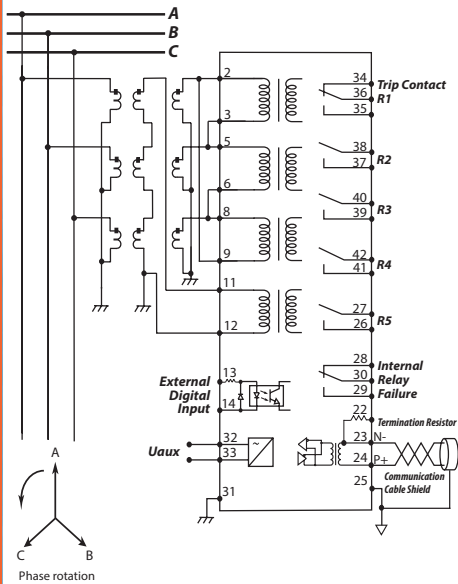 A
B
C
2
3
5
6
8
9
11
12
13
14
32
33
31
External
Digital
Input
Uaux
~
34
36
35
Trip Contact
R1
38
37
R2
40
39
R3
42
41
R4
27
26
R5
28
30
29
Internal
Relay
Failure
22
Termination Resistor
23
N-
24
P+
25
Communication
Cable Shield
A
C
B
Phase rotation